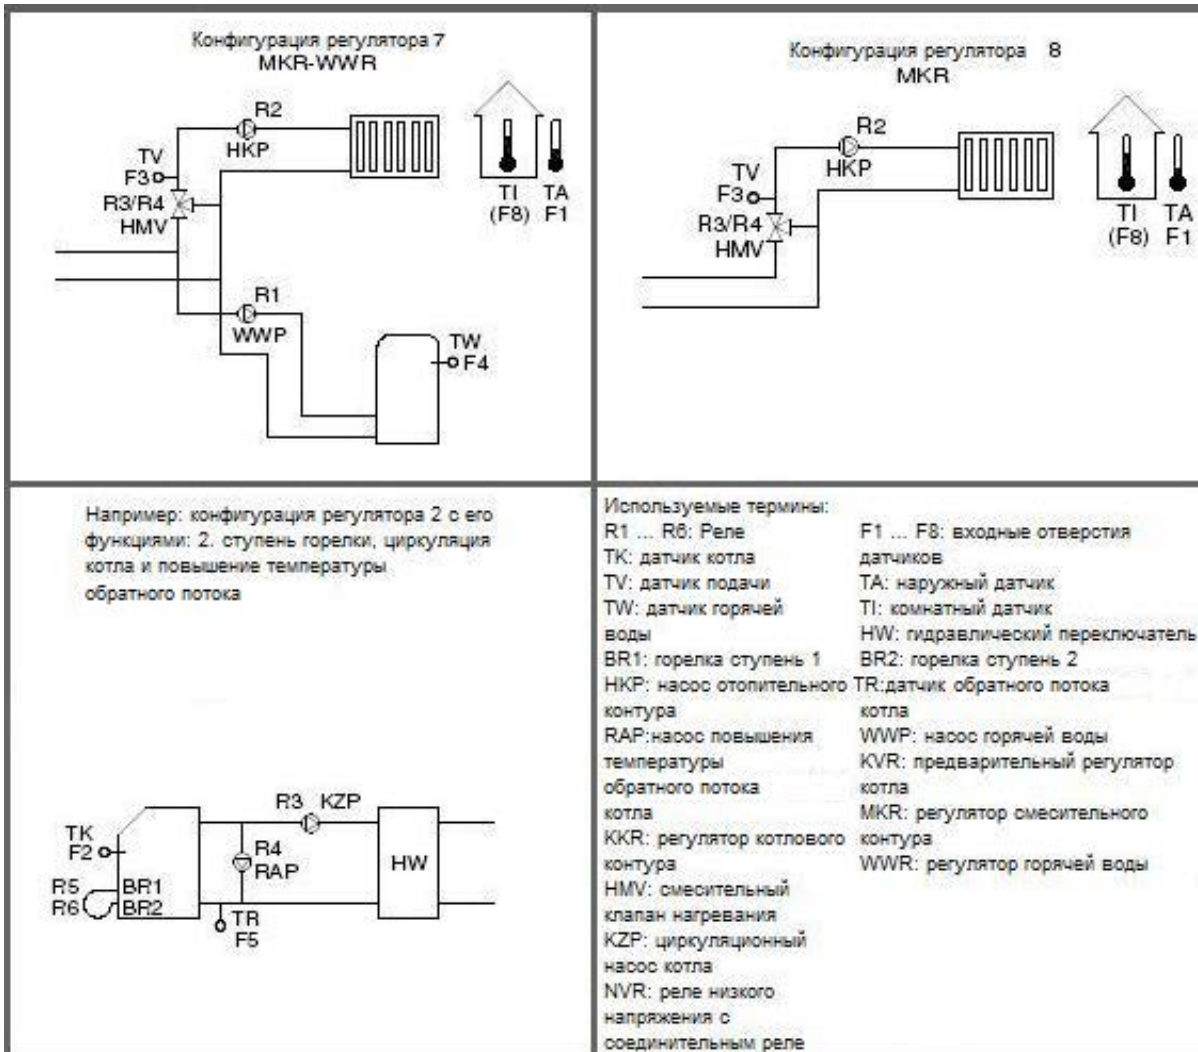 Конфигурация регулятора 7
MKR-WWR
R2
HKP
TV
F3
R3/R4
HMV
TI
(F8)
TA
F1
R1
WWP
TW
F4
Конфигурация регулятора 8
MKR
R2
HKP
TV
F3
R3/R4
HMV
TI
(F8)
TA
F1
Например: конфигурация регулятора 2 с его
функциями: 2. ступень горелки, циркуляция
котла и повышение температуры
обратного потока
R3 KZP
TK
F2
R4
RAP
HW
R5
R6
BR1
BR2
TR
F5
Используемые термины:
R1 ... R6: Реле
TK: датчик котла
TV: датчик подачи
TW: датчик горячей
воды
BR1: горелка ступень 1
HKP: насос отопительного
контура
RAP:насос повышения
температуры
обратного потока
котла
KKR: регулятор котлового
контура
HMV: смесительный
клапан нагревания
KZP: циркуляционный
насос котла
NVR: реле низкого
напряжения с
соединительным реле
F1 ... F8: входные отверстия
датчиков
TA: наружный датчик
TI: комнатный датчик
HW: гидравлический переключатель
BR2: горелка ступень 2
TR:датчик обратного потока
котла
WWP: насос горячей воды
KVR: предварительный регулятор
котла
MKR: регулятор смесительного
контура
WWR: регулятор горячей воды